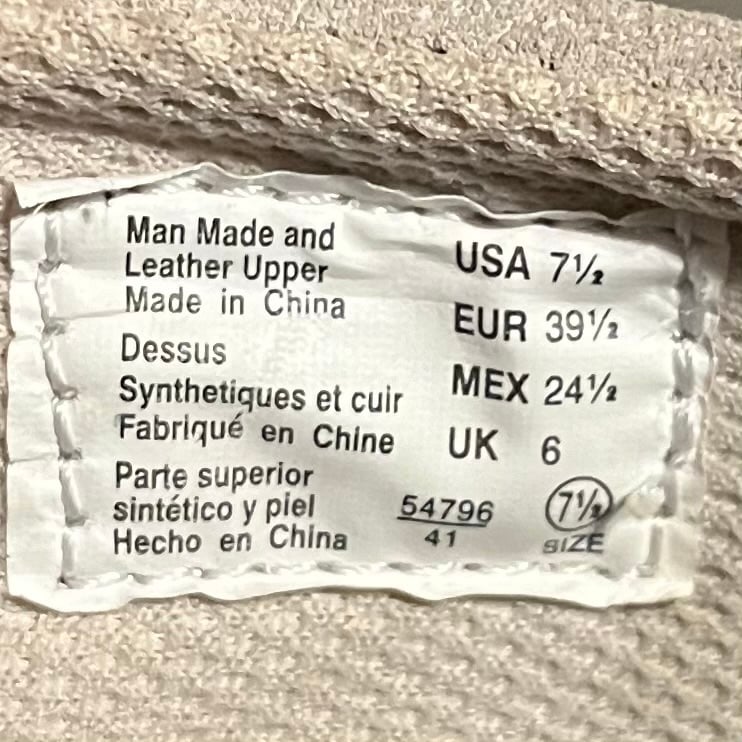 Man Made and
Leather Upper
Made in China
Dessus
Synthetiques et cuir
Fabriqué en Chine
Parte superior
sintético y piel
Hecho en China
USA 7½
EUR 39½
MEX 24½
UK 6
54796
41
7½
SIZE